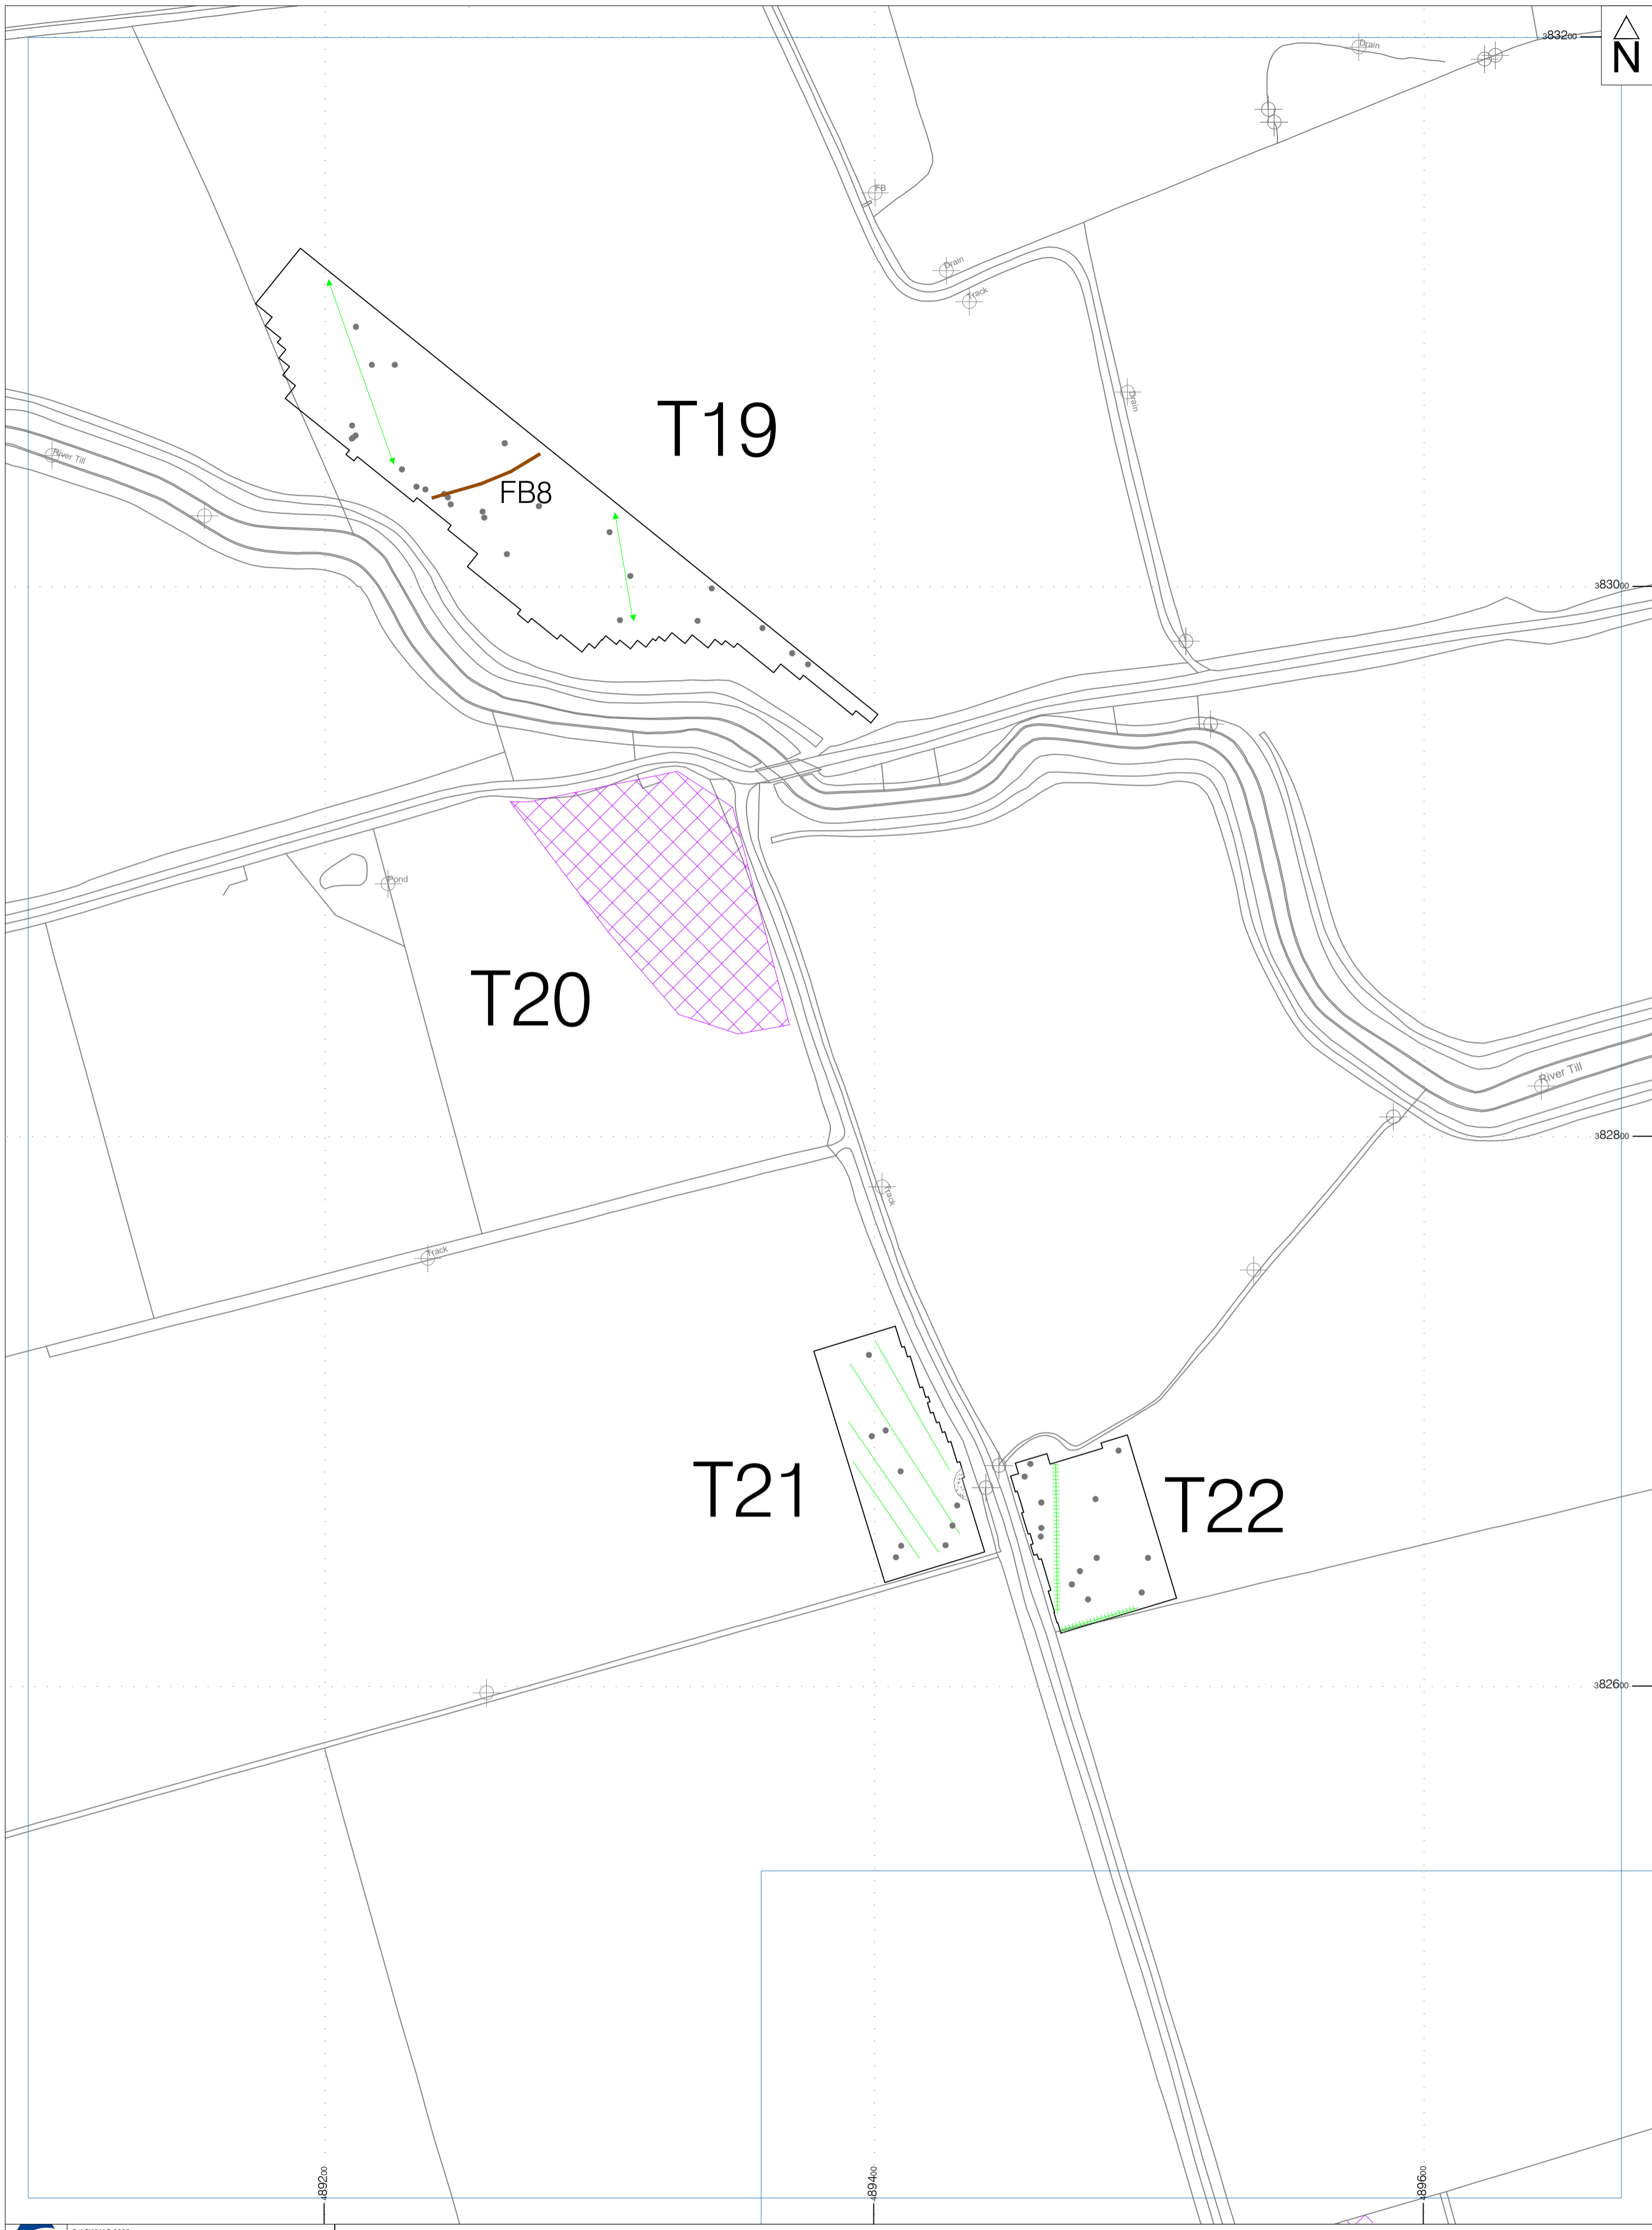 383200
N
Drain
FB
Drain
Track
Drain
T19
River Till
FB8
383000
Pond
T20
River Till
382800
Track
Track
T21
T22
382600
489200
489400
489600